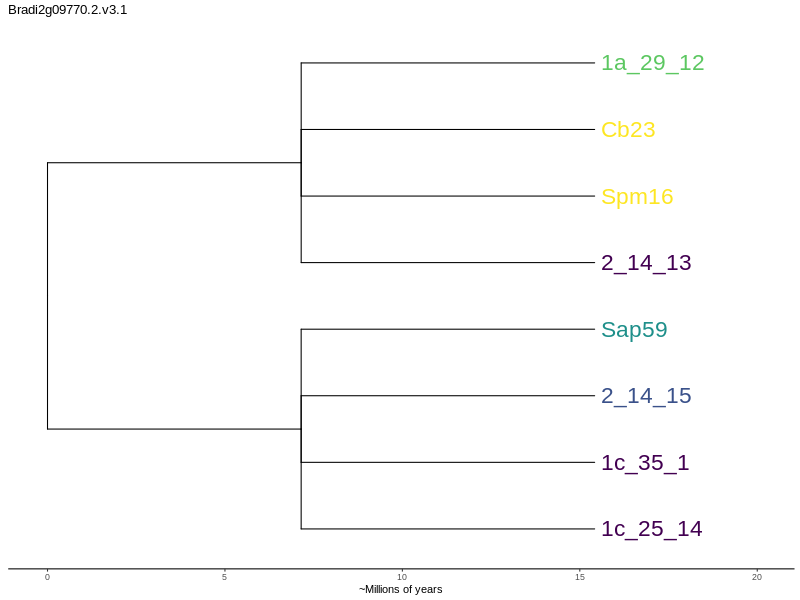 Bradi2g09770.2.v3.1
1a_29_12
Cb23
Spm16
2_14_13
Sap59
2_14_15
1c_35_1
1c_25_14
0 5 10 15 20
~Millions of years